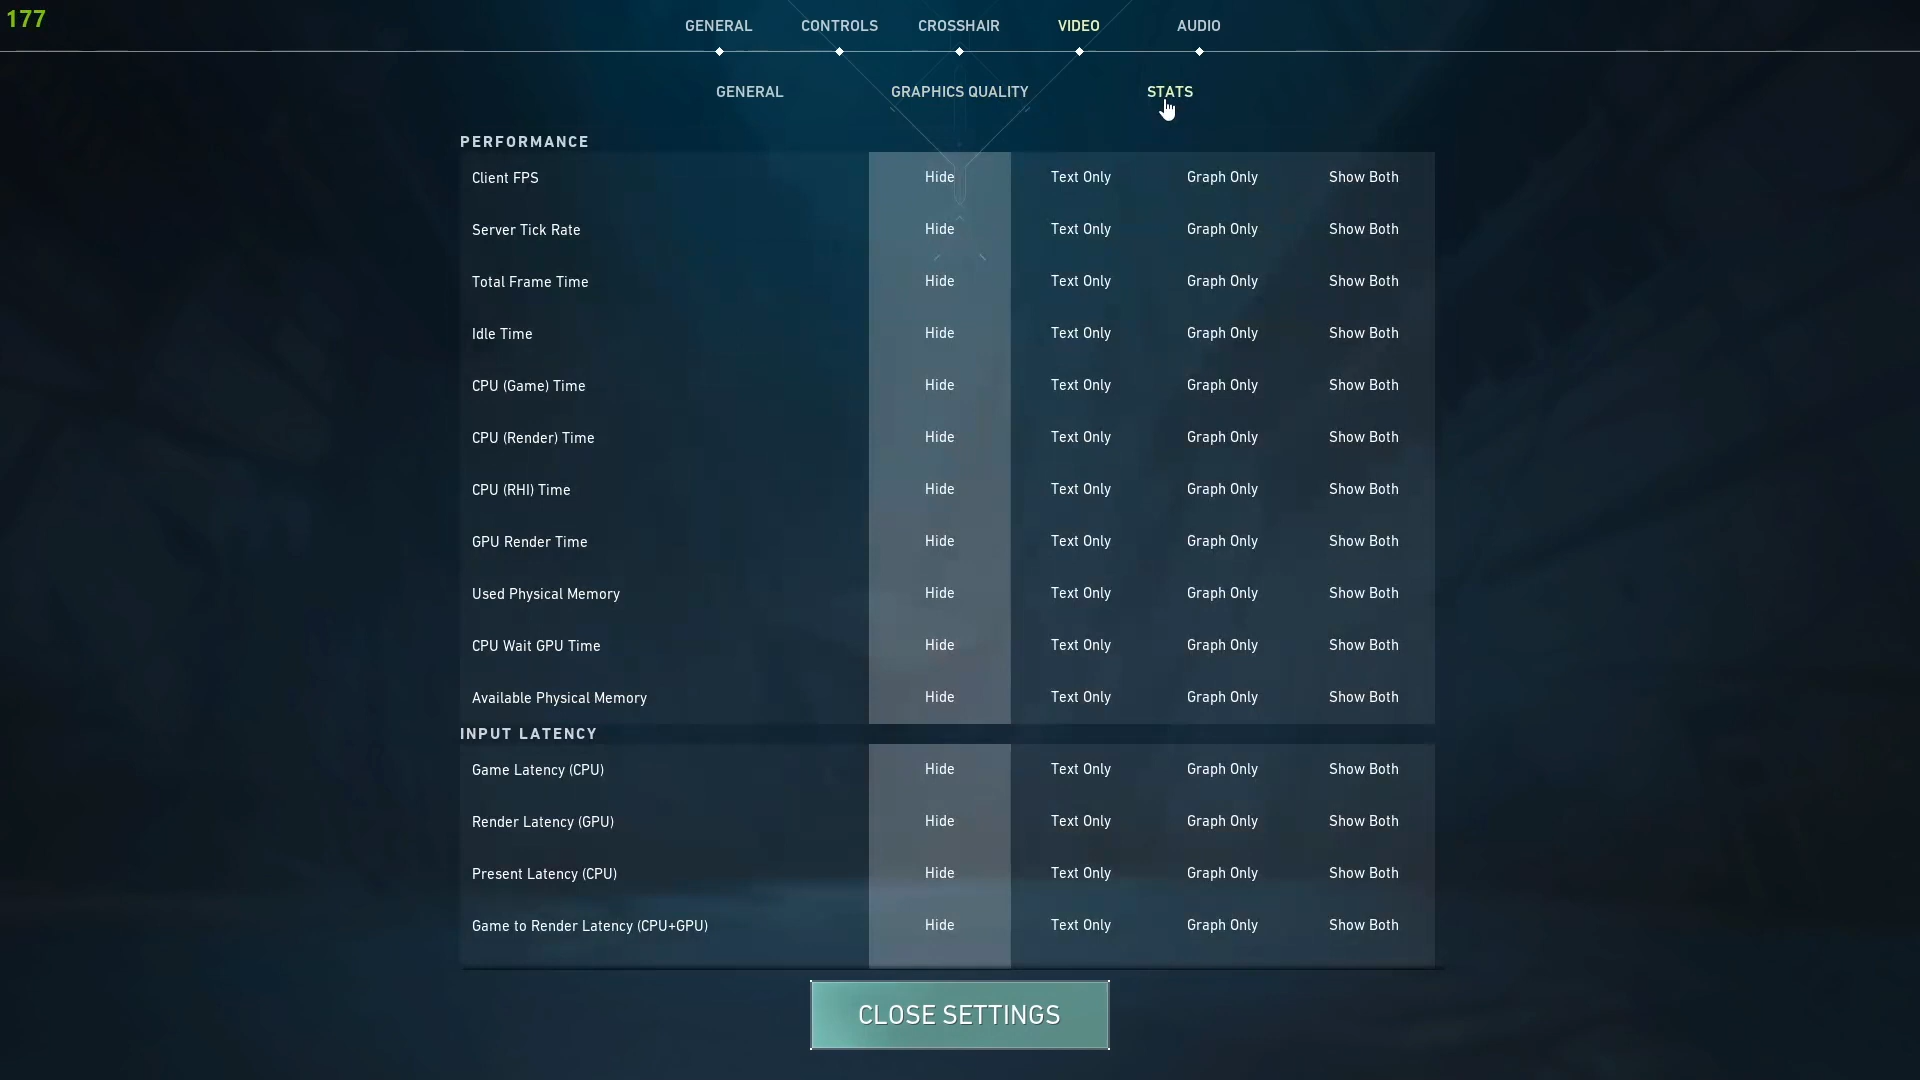 177
GENERAL CONTROLS CROSSHAIR VIDEO AUDIO
GENERAL GRAPHICS QUALITY STATS
PERFORMANCE
Client FPS Hide Text Only Graph Only Show Both
Server Tick Rate Hide Text Only Graph Only Show Both
Total Frame Time Hide Text Only Graph Only Show Both
Idle Time Hide Text Only Graph Only Show Both
CPU (Game) Time Hide Text Only Graph Only Show Both
CPU (Render) Time Hide Text Only Graph Only Show Both
CPU (RHI) Time Hide Text Only Graph Only Show Both
GPU Render Time Hide Text Only Graph Only Show Both
Used Physical Memory Hide Text Only Graph Only Show Both
CPU Wait GPU Time Hide Text Only Graph Only Show Both
Available Physical Memory Hide Text Only Graph Only Show Both
INPUT LATENCY
Game Latency (CPU) Hide Text Only Graph Only Show Both
Render Latency (GPU) Hide Text Only Graph Only Show Both
Present Latency (CPU) Hide Text Only Graph Only Show Both
Game to Render Latency (CPU+GPU) Hide Text Only Graph Only Show Both
CLOSE SETTINGS